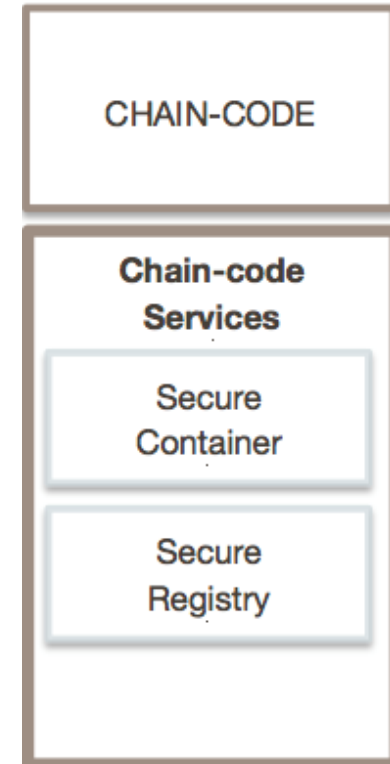 CHAIN-CODE
Chain-code
Services
Secure
Container
Secure
Registry